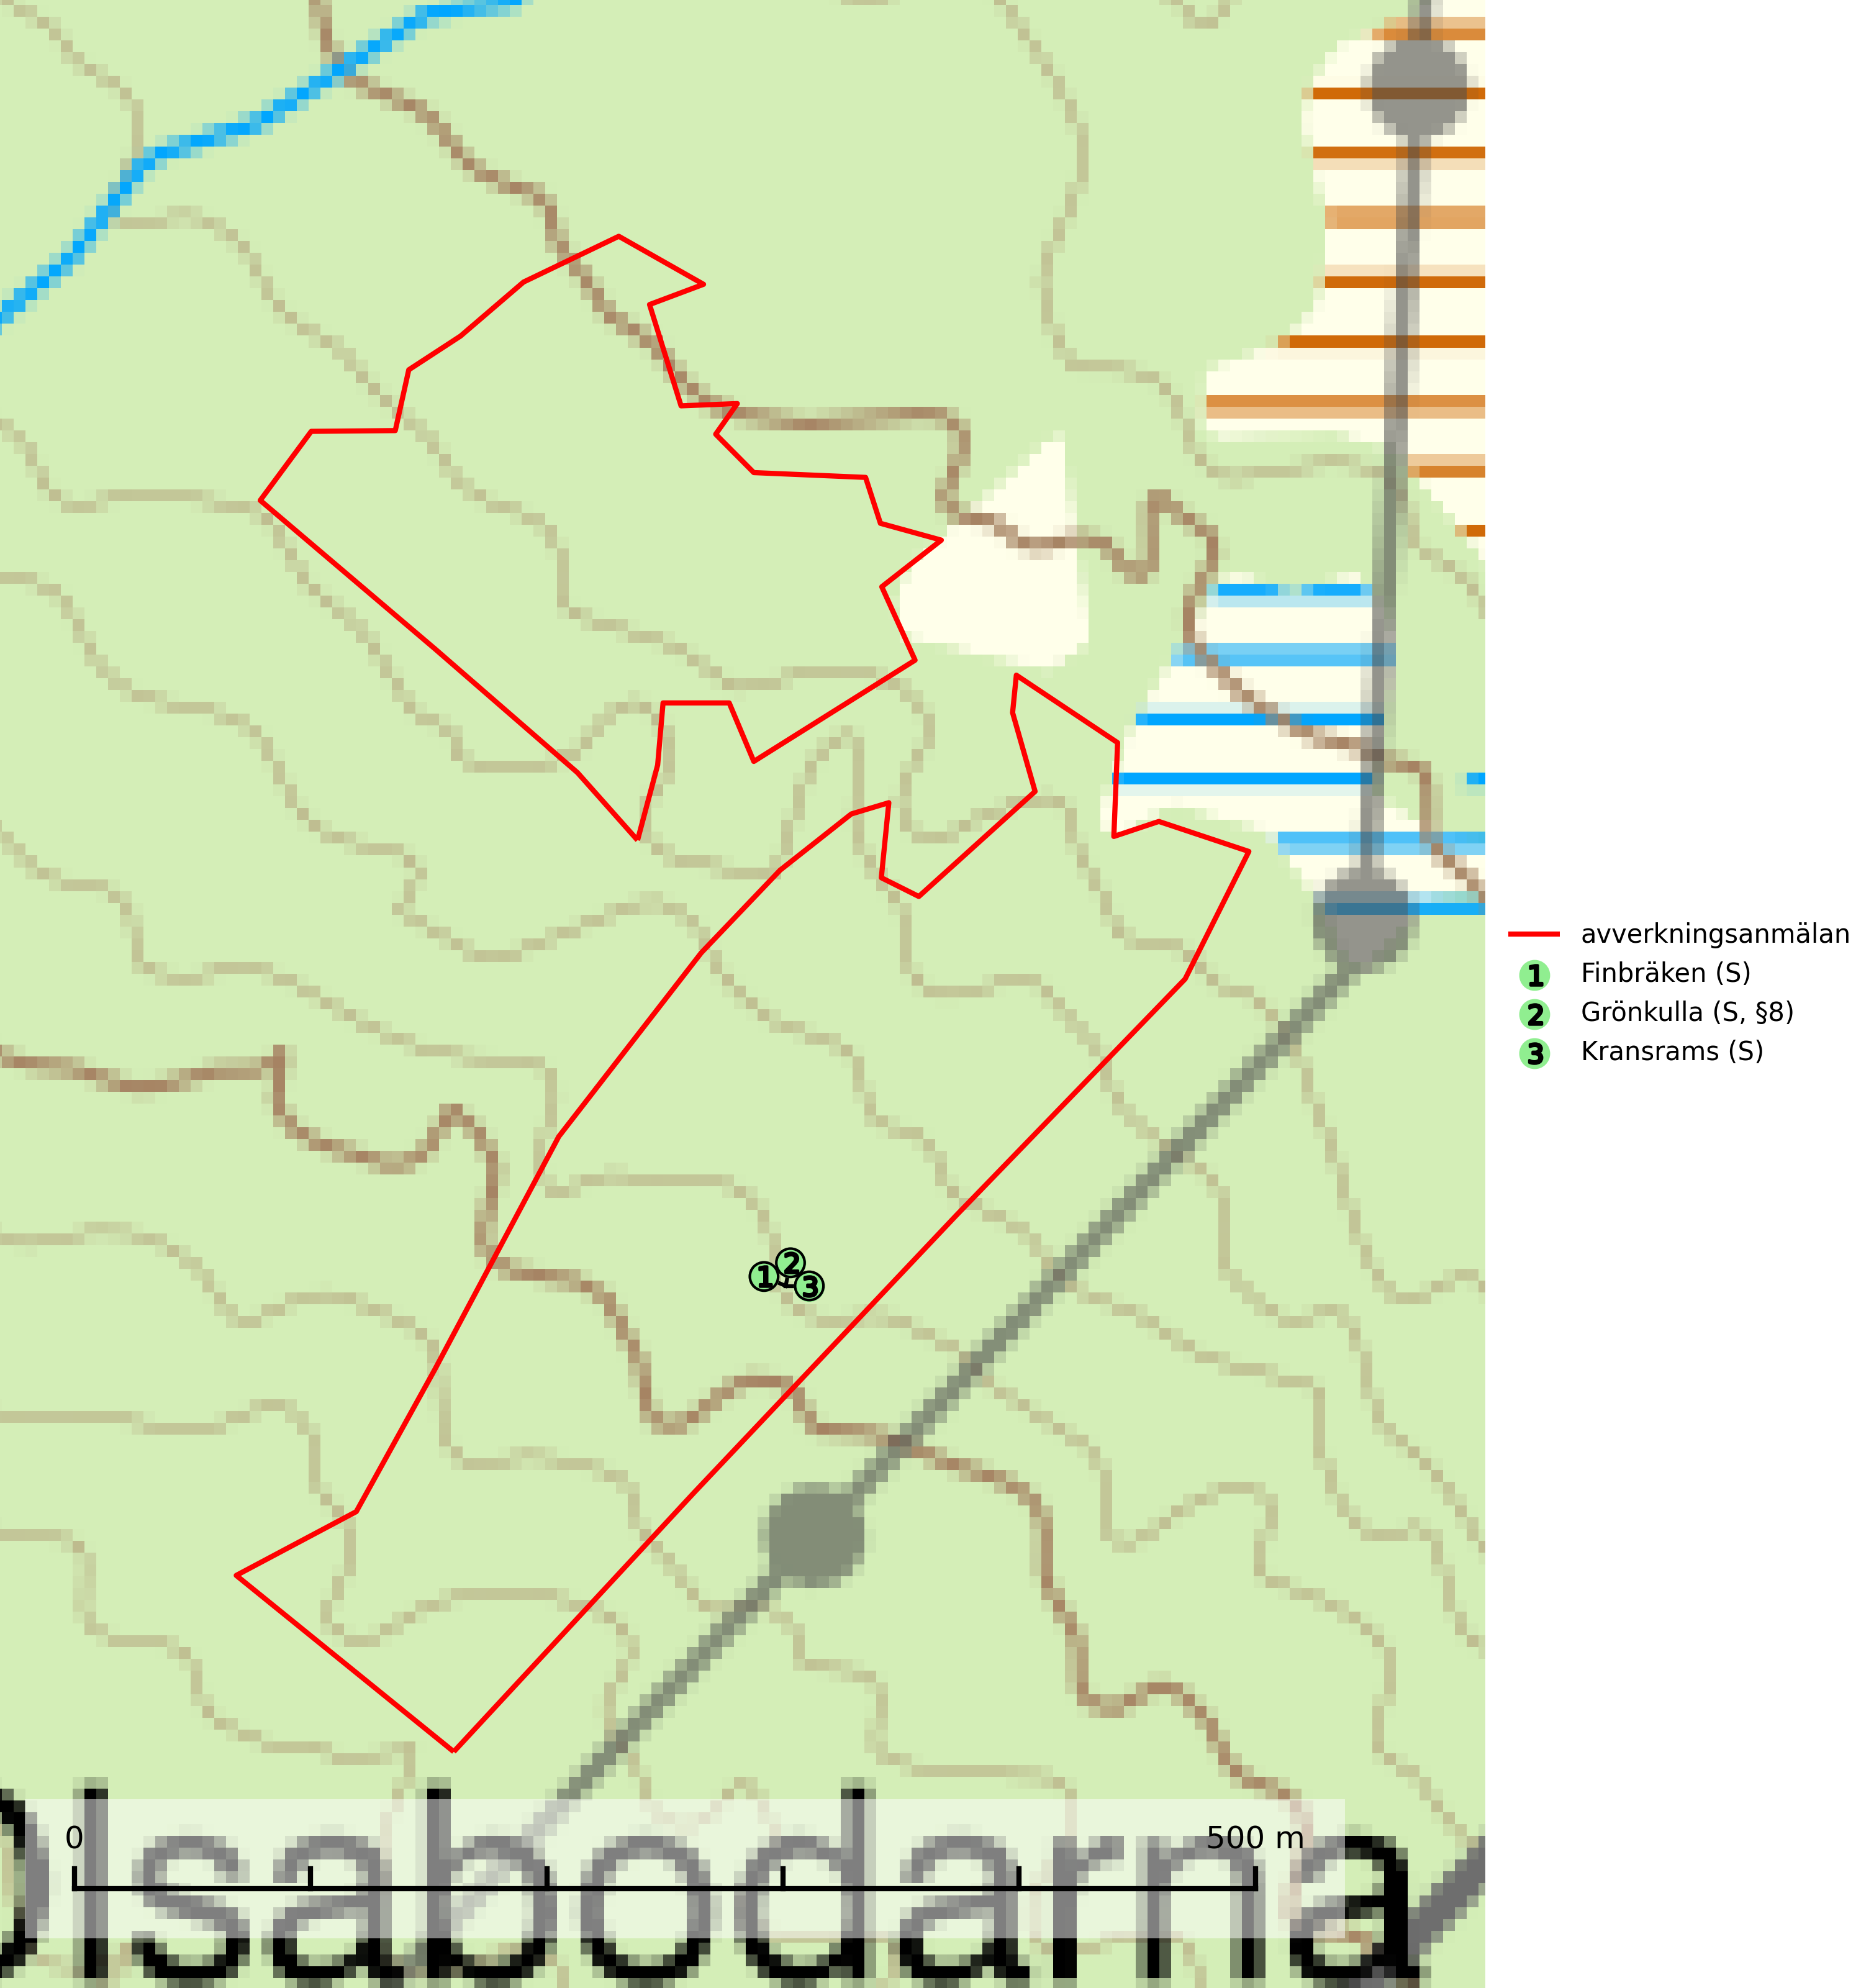 avverkningsanmälan
1 Finbräken (S)
2 Grönkulla (S, §8)
3 Kransrams (S)
1 2 3
0 500 m
lsabodarna